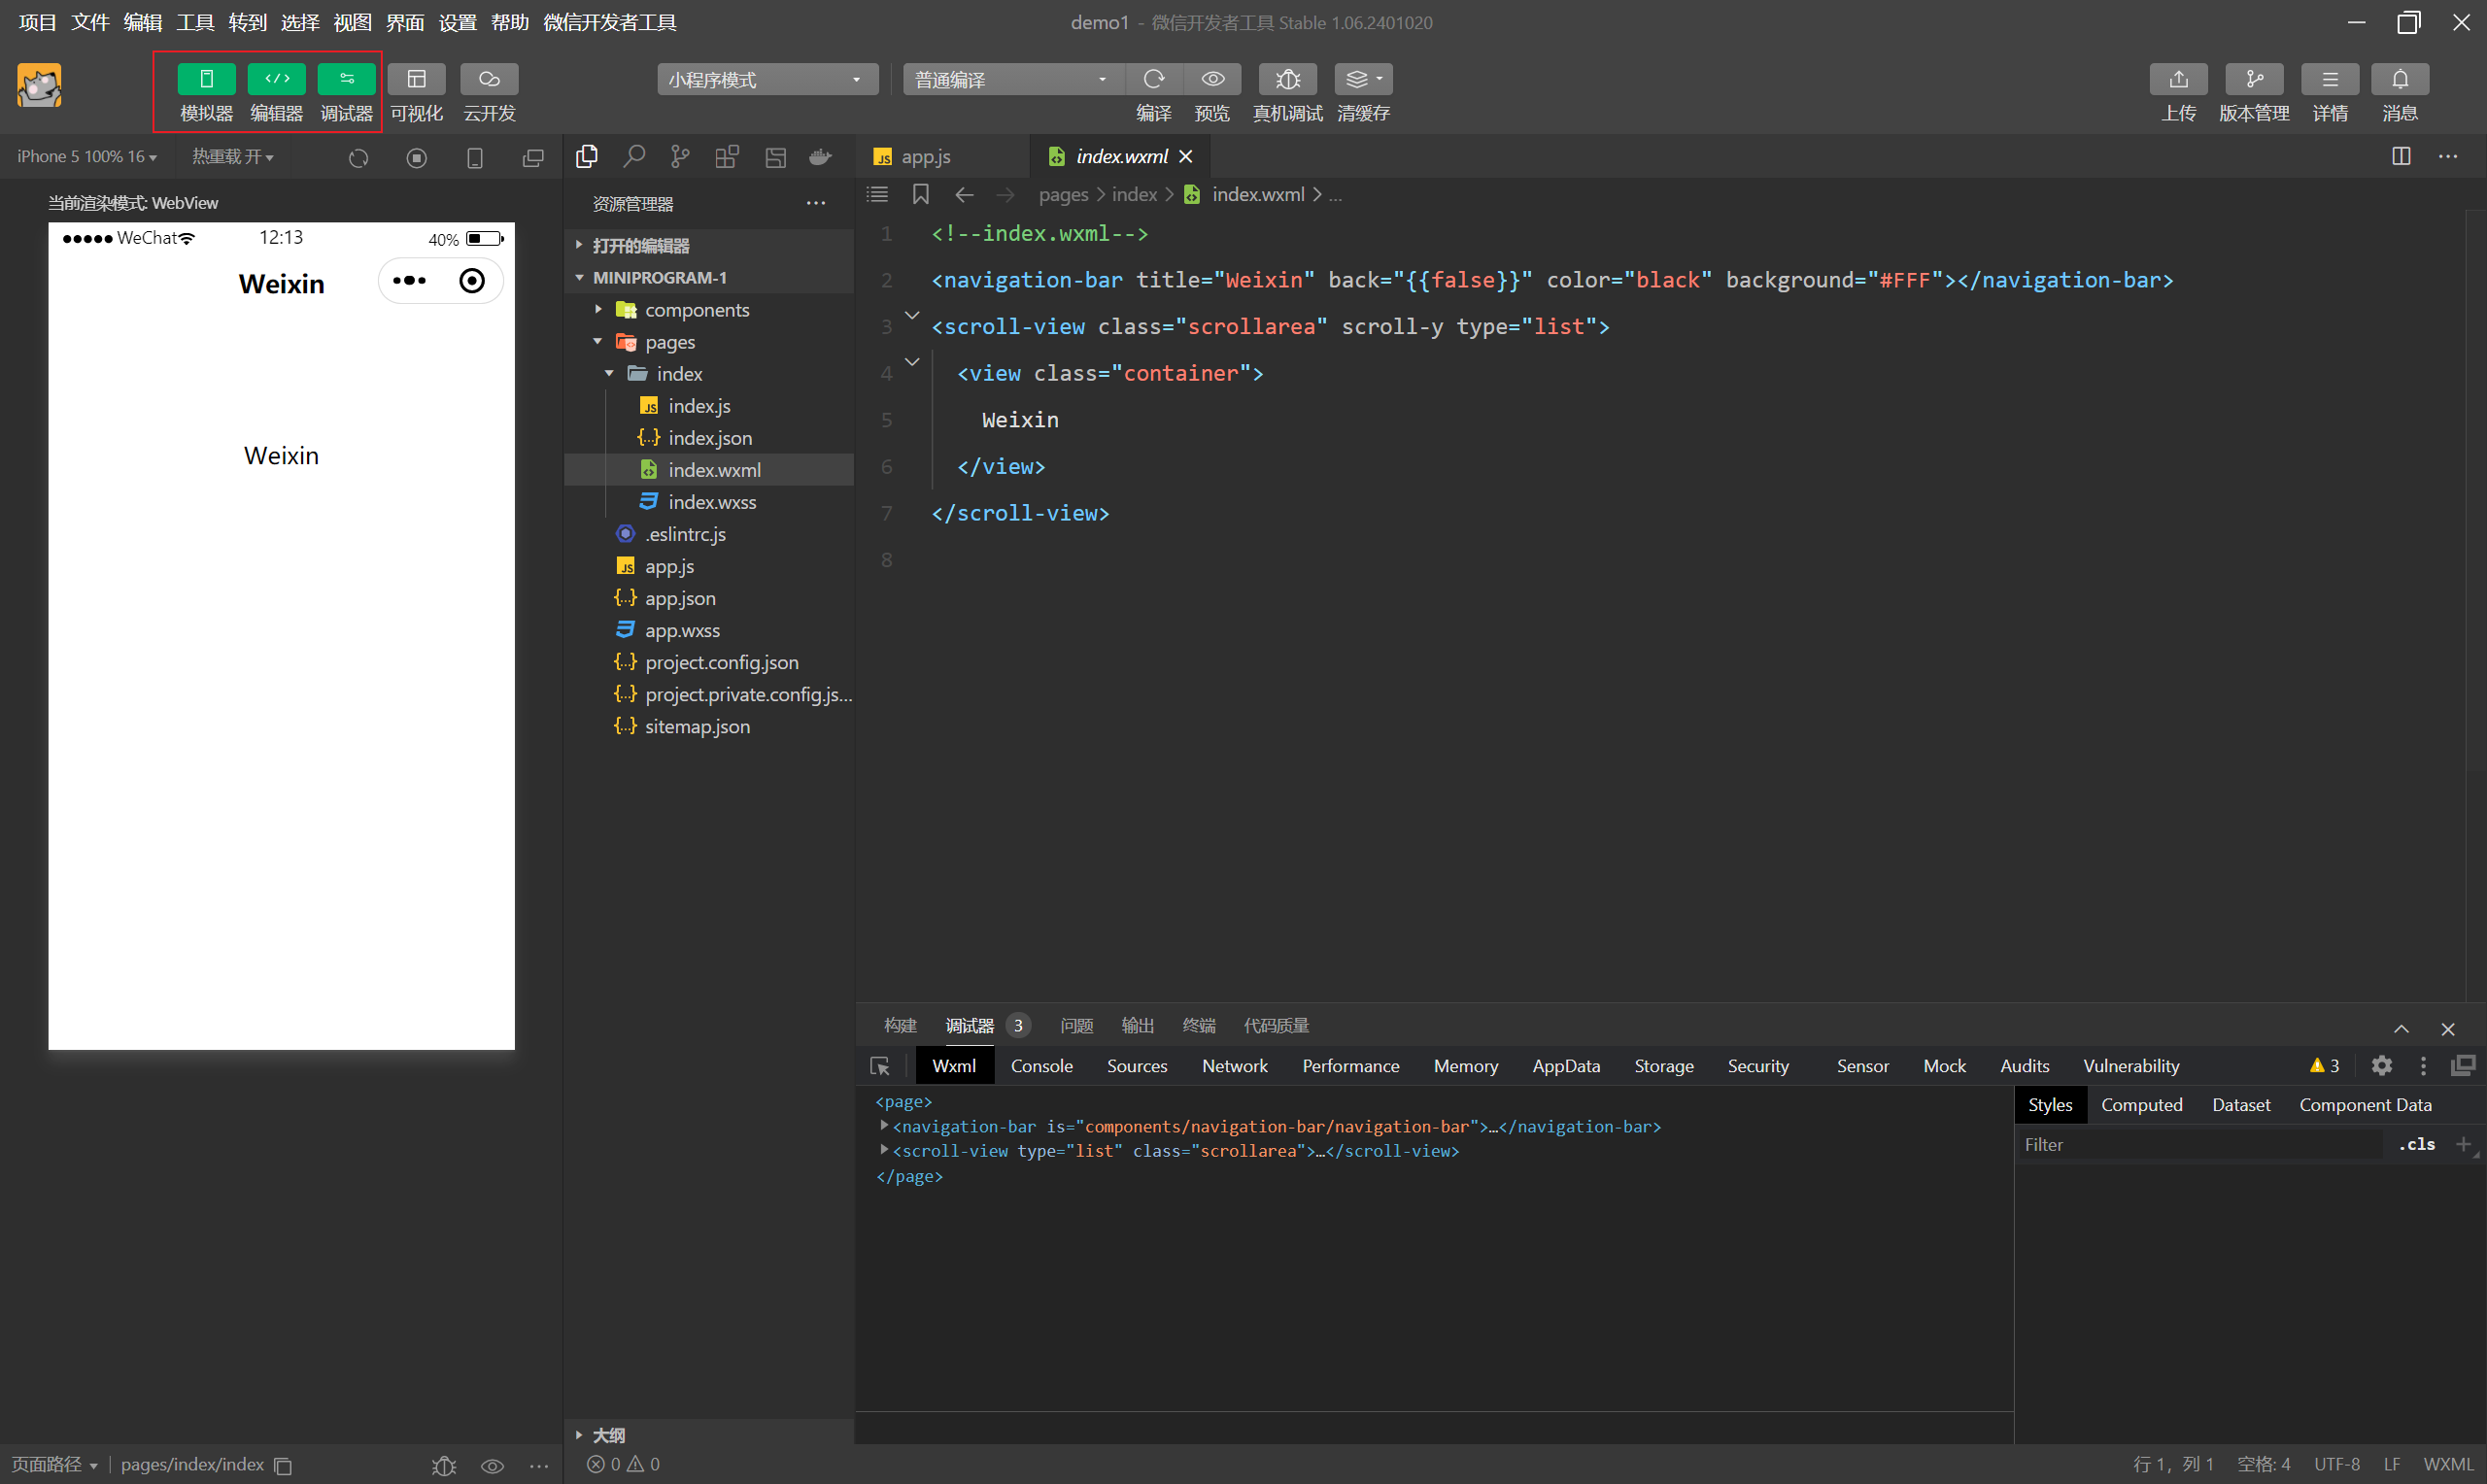 项目 文件 编辑 工具 转到 选择 视图 界面 设置 帮助 微信开发者工具
demo1 - 微信开发者工具 Stable 1.06.2401020
模拟器 编辑器 调试器 可视化 云开发
小程序模式 普通编译
编译 预览 真机调试 清缓存
上传 版本管理 详情 消息
iPhone 5 100% 16 热重载 开
当前渲染模式: WebView
WeChat 12:13 40%
Weixin
Weixin
资源管理器
打开的编辑器
MINIPROGRAM-1
components
pages
index
index.js
index.json
index.wxml
index.wxss
.eslintrc.js
app.js
app.json
app.wxss
project.config.json
project.private.config.js...
sitemap.json
大纲
app.js index.wxml
pages > index > index.wxml > ...
1 <!--index.wxml-->
2 <navigation-bar title="Weixin" back="{{false}}" color="black" background="#FFF"></navigation-bar>
3 <scroll-view class="scrollarea" scroll-y type="list">
4 <view class="container">
5 Weixin
6 </view>
7 </scroll-view>
8
构建 调试器 3 问题 输出 终端 代码质量
Wxml Console Sources Network Performance Memory AppData Storage Security Sensor Mock Audits Vulnerability 3
<page>
<navigation-bar is="components/navigation-bar/navigation-bar">…</navigation-bar>
<scroll-view type="list" class="scrollarea">…</scroll-view>
</page>
Styles Computed Dataset Component Data
Filter .cls +
页面路径 pages/index/index
0 0
行 1，列 1 空格: 4 UTF-8 LF WXML